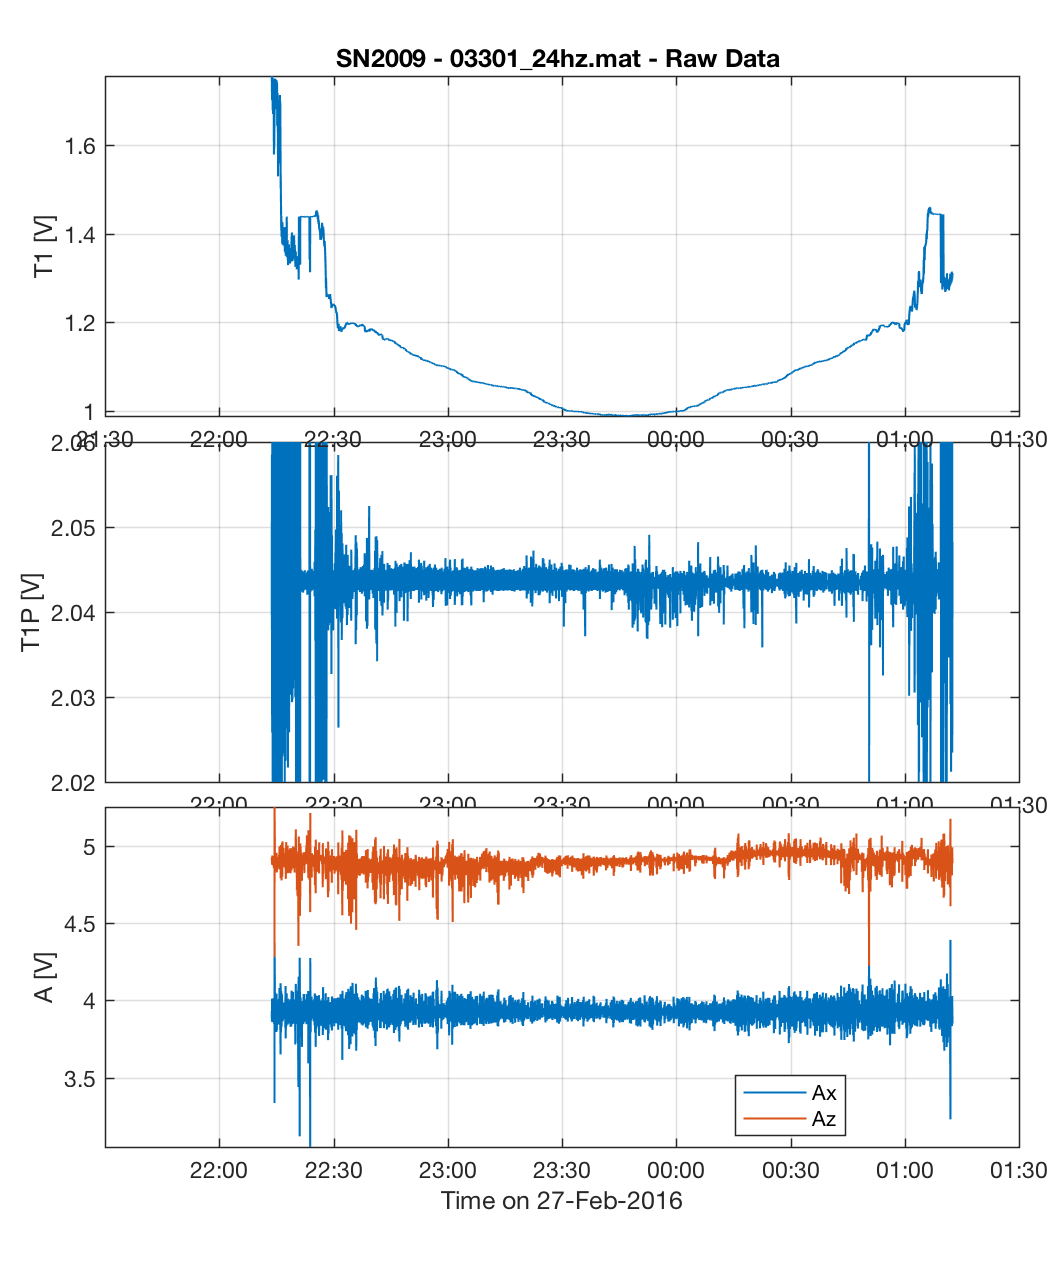 SN2009 - 03301_24hz.mat - Raw Data
T1 [V]
1.6
1.4
1.2
1
21:30 22:00 22:30 23:00 23:30 00:00 00:30 01:00 01:30
T1P [V]
2.06
2.05
2.04
2.03
2.02
22:00 22:30 23:00 23:30 00:00 00:30 01:00 01:30
A [V]
5
4.5
4
3.5
Ax
Az
22:00 22:30 23:00 23:30 00:00 00:30 01:00 01:30
Time on 27-Feb-2016